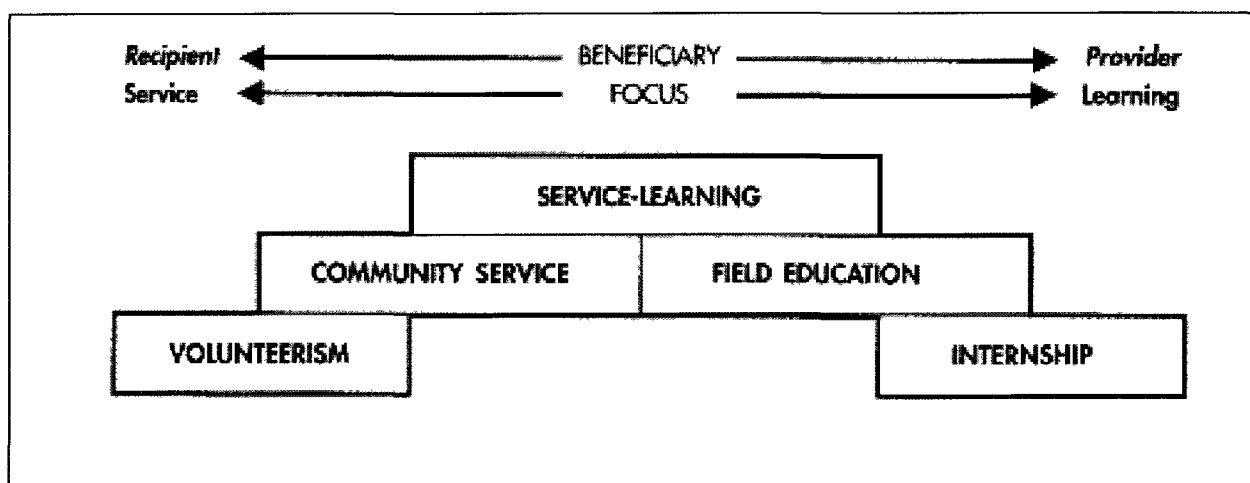 Recipient BENEFICIARY Provider
Service FOCUS Learning
SERVICE-LEARNING
COMMUNITY SERVICE FIELD EDUCATION
VOLUNTEERISM INTERNSHIP